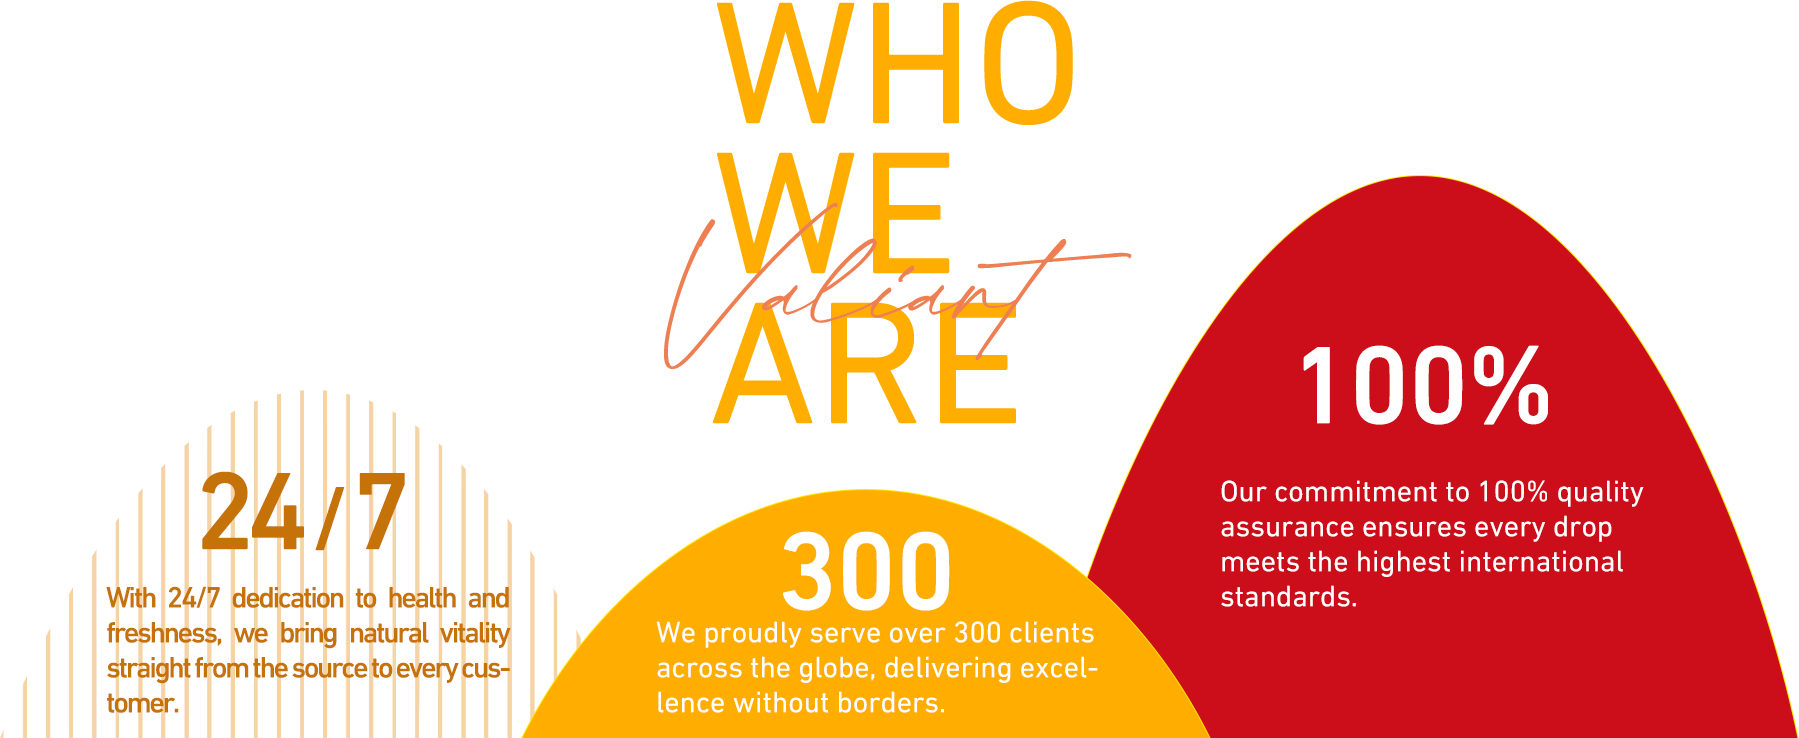 WHO
WE
Valiant
ARE
24/7
With 24/7 dedication to health and
freshness, we bring natural vitality
straight from the source to every cus-
tomer.
300
We proudly serve over 300 clients
across the globe, delivering excel-
lence without borders.
100%
Our commitment to 100% quality
assurance ensures every drop
meets the highest international
standards.